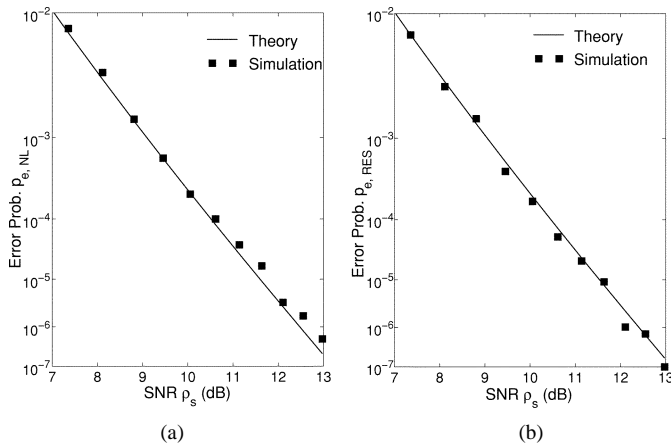 10^-2
10^-3
10^-4
10^-5
10^-6
10^-7
Error Prob. p_e, NL
Theory
Simulation
7 8 9 10 11 12 13
SNR ρ_s (dB)
(a)
10^-2
10^-3
10^-4
10^-5
10^-6
10^-7
Error Prob. p_e, RES
Theory
Simulation
7 8 9 10 11 12 13
SNR ρ_s (dB)
(b)